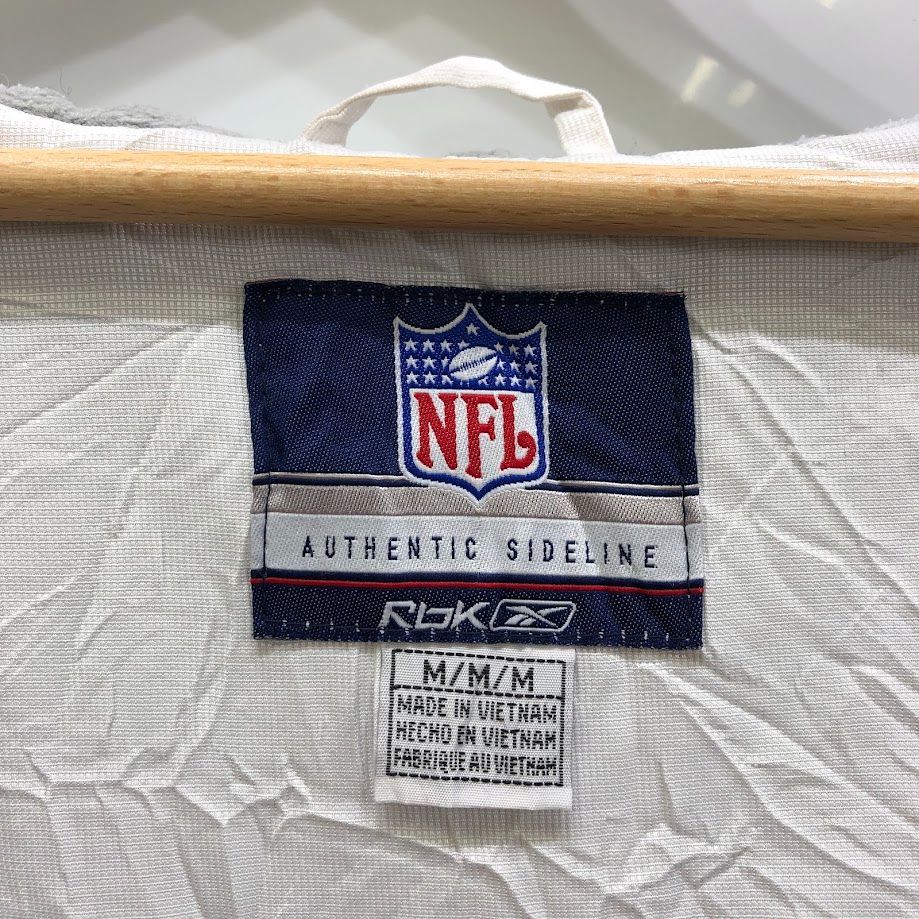 NFL
AUTHENTIC SIDELINE
RbK
M/M/M
MADE IN VIETNAM
HECHO EN VIETNAM
FABRIQUE AU VIETNAM